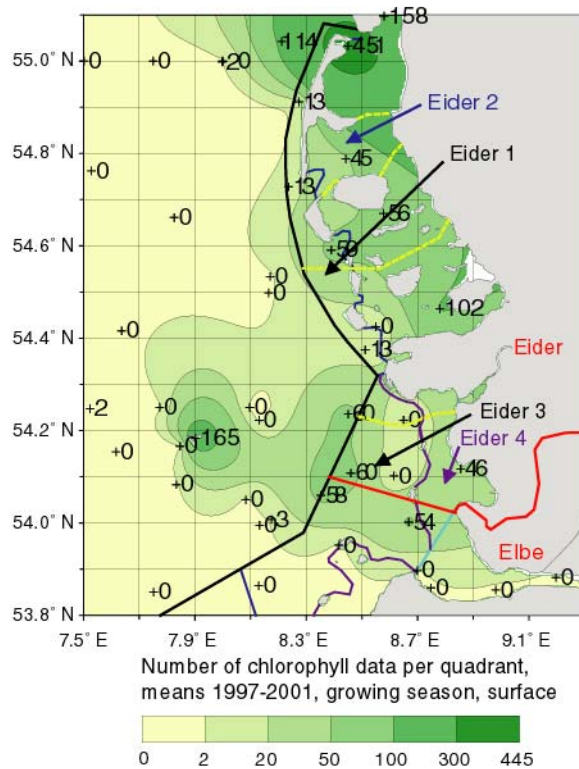 +158
+114
+451
55.0° N
+0
+0
+20
+13
Eider 2
54.8° N
+45
Eider 1
+0
+13
+56
+0
54.6° N
+59
+0
+0
+102
54.4° N
+0
+0
+13
Eider
+2
+0
+0
+60
Eider 3
54.2° N
+0
+0
+165
Eider 4
+0
+0
+60
+0
+46
+0
+0
+58
54.0° N
+0
+3
+54
+0
Elbe
+0
+0
+0
+0
+0
+0
+0
53.8° N
7.5° E
7.9° E
8.3° E
8.7° E
9.1° E
Number of chlorophyll data per quadrant,
means 1997-2001, growing season, surface
0
2
20
50
100
300
445